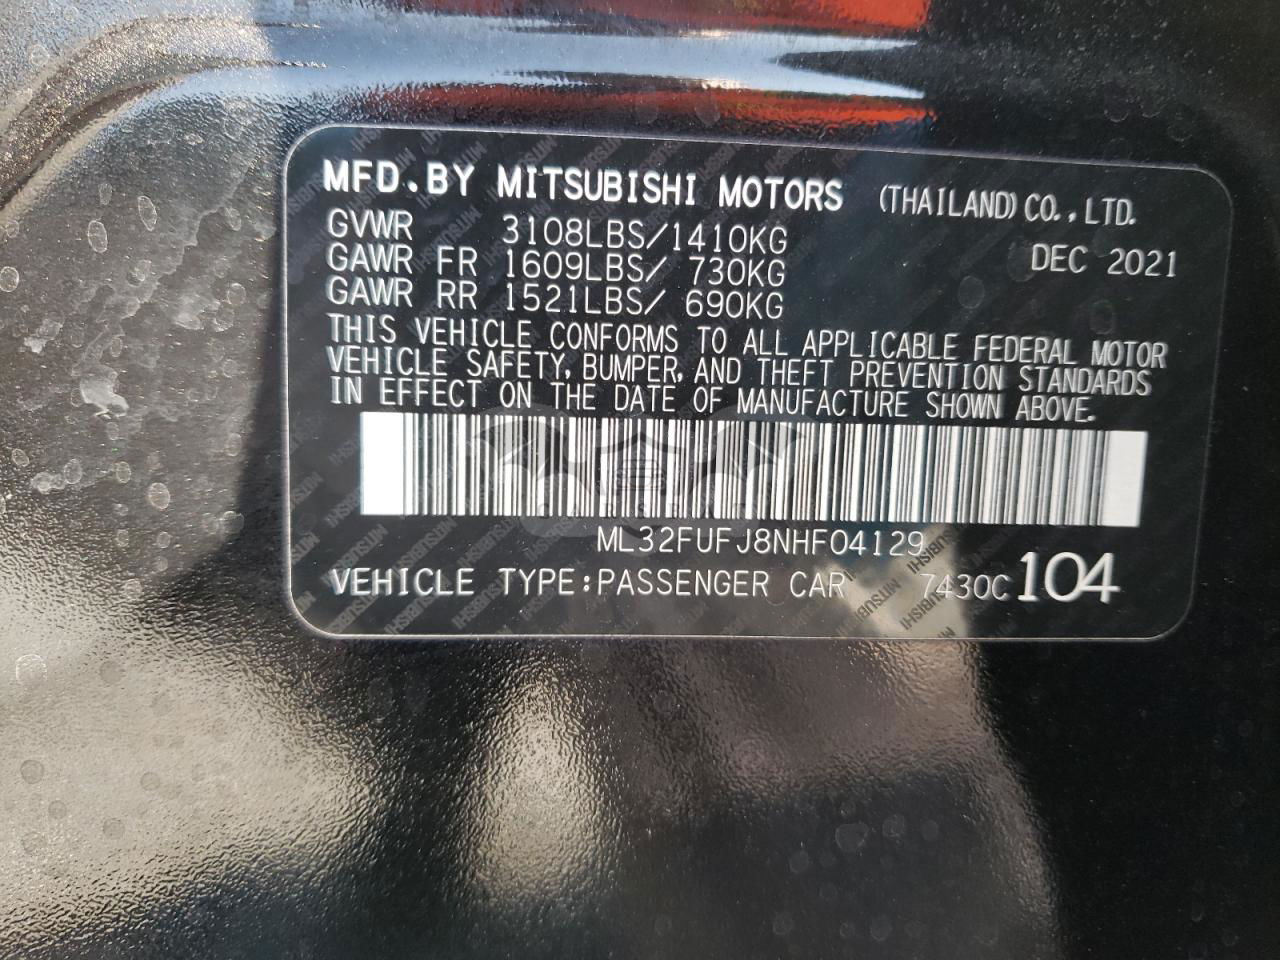 MFD.BY MITSUBISHI MOTORS (THAILAND) CO.,LTD.
GVWR 3108LBS/1410KG DEC 2021
GAWR FR 1609LBS/ 730KG
GAWR RR 1521LBS/ 690KG
THIS VEHICLE CONFORMS TO ALL APPLICABLE FEDERAL MOTOR
VEHICLE SAFETY, BUMPER, AND THEFT PREVENTION STANDARDS
IN EFFECT ON THE DATE OF MANUFACTURE SHOWN ABOVE.
ML32FUFJ8NHF04129
VEHICLE TYPE:PASSENGER CAR 7430C 104